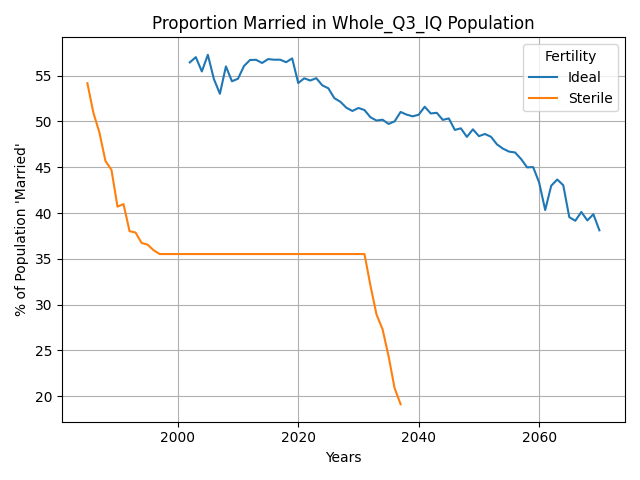 Proportion Married in Whole_Q3_IQ Population
% of Population 'Married'
55
50
45
40
35
30
25
20
Fertility
Ideal
Sterile
2000 2020 2040 2060
Years